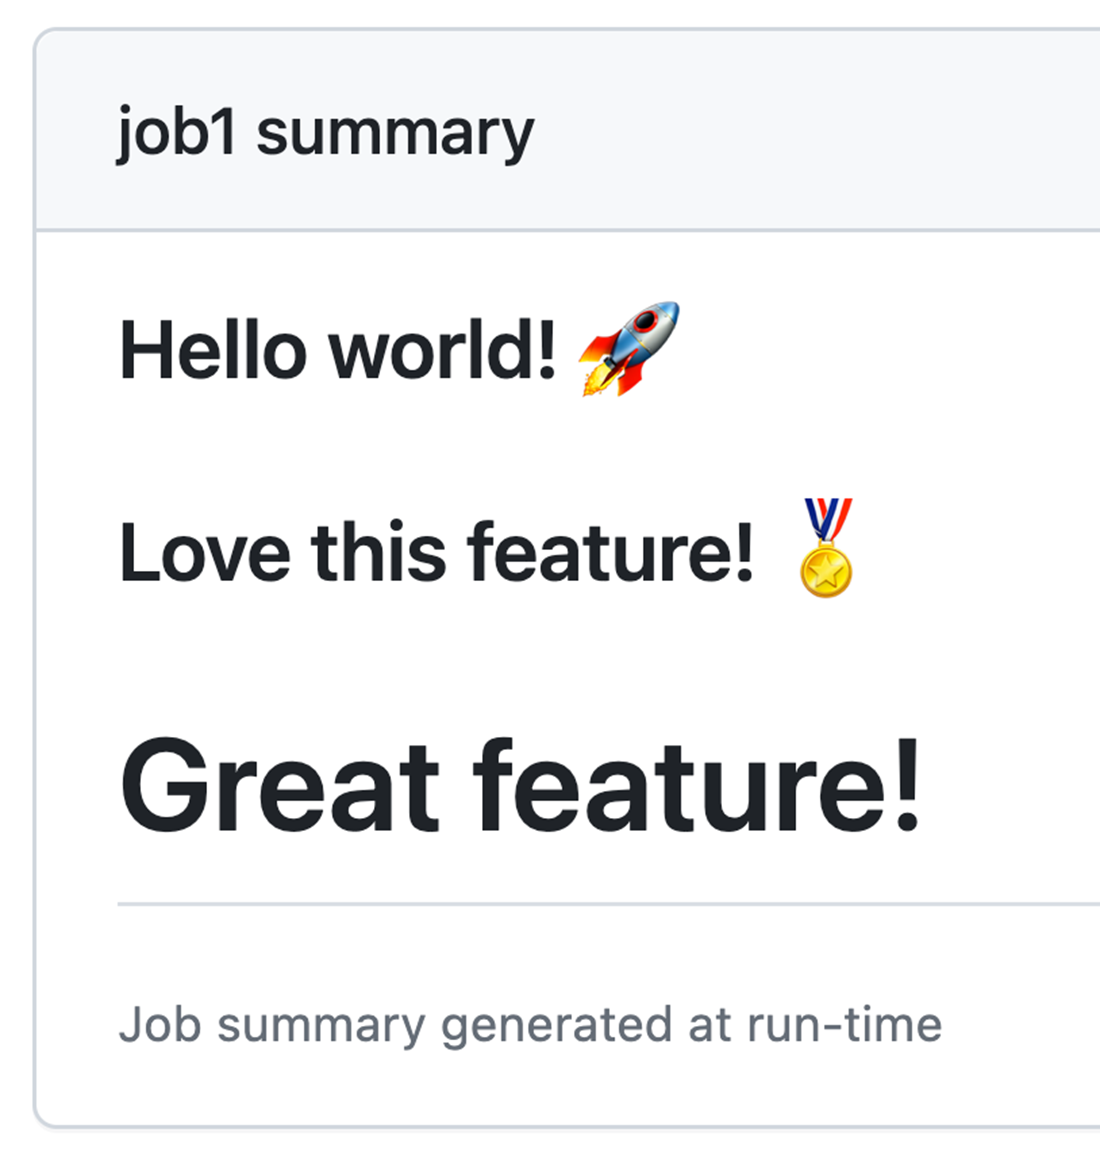 job1 summary
Hello world! 🚀
Love this feature! 🏅
Great feature!
Job summary generated at run-time